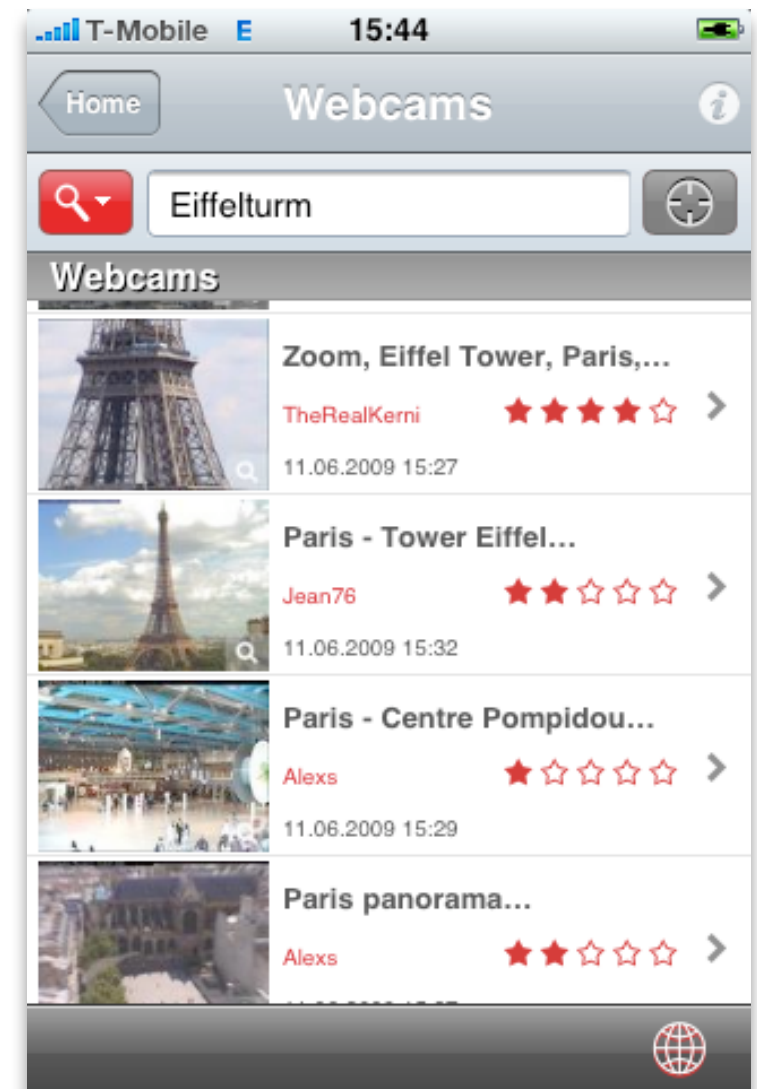 T-Mobile E 15:44
Home Webcams i
Eiffelturm
Webcams
Zoom, Eiffel Tower, Paris,...
TheRealKerni
11.06.2009 15:27
Paris - Tower Eiffel...
Jean76
11.06.2009 15:32
Paris - Centre Pompidou...
Alexs
11.06.2009 15:29
Paris panorama...
Alexs